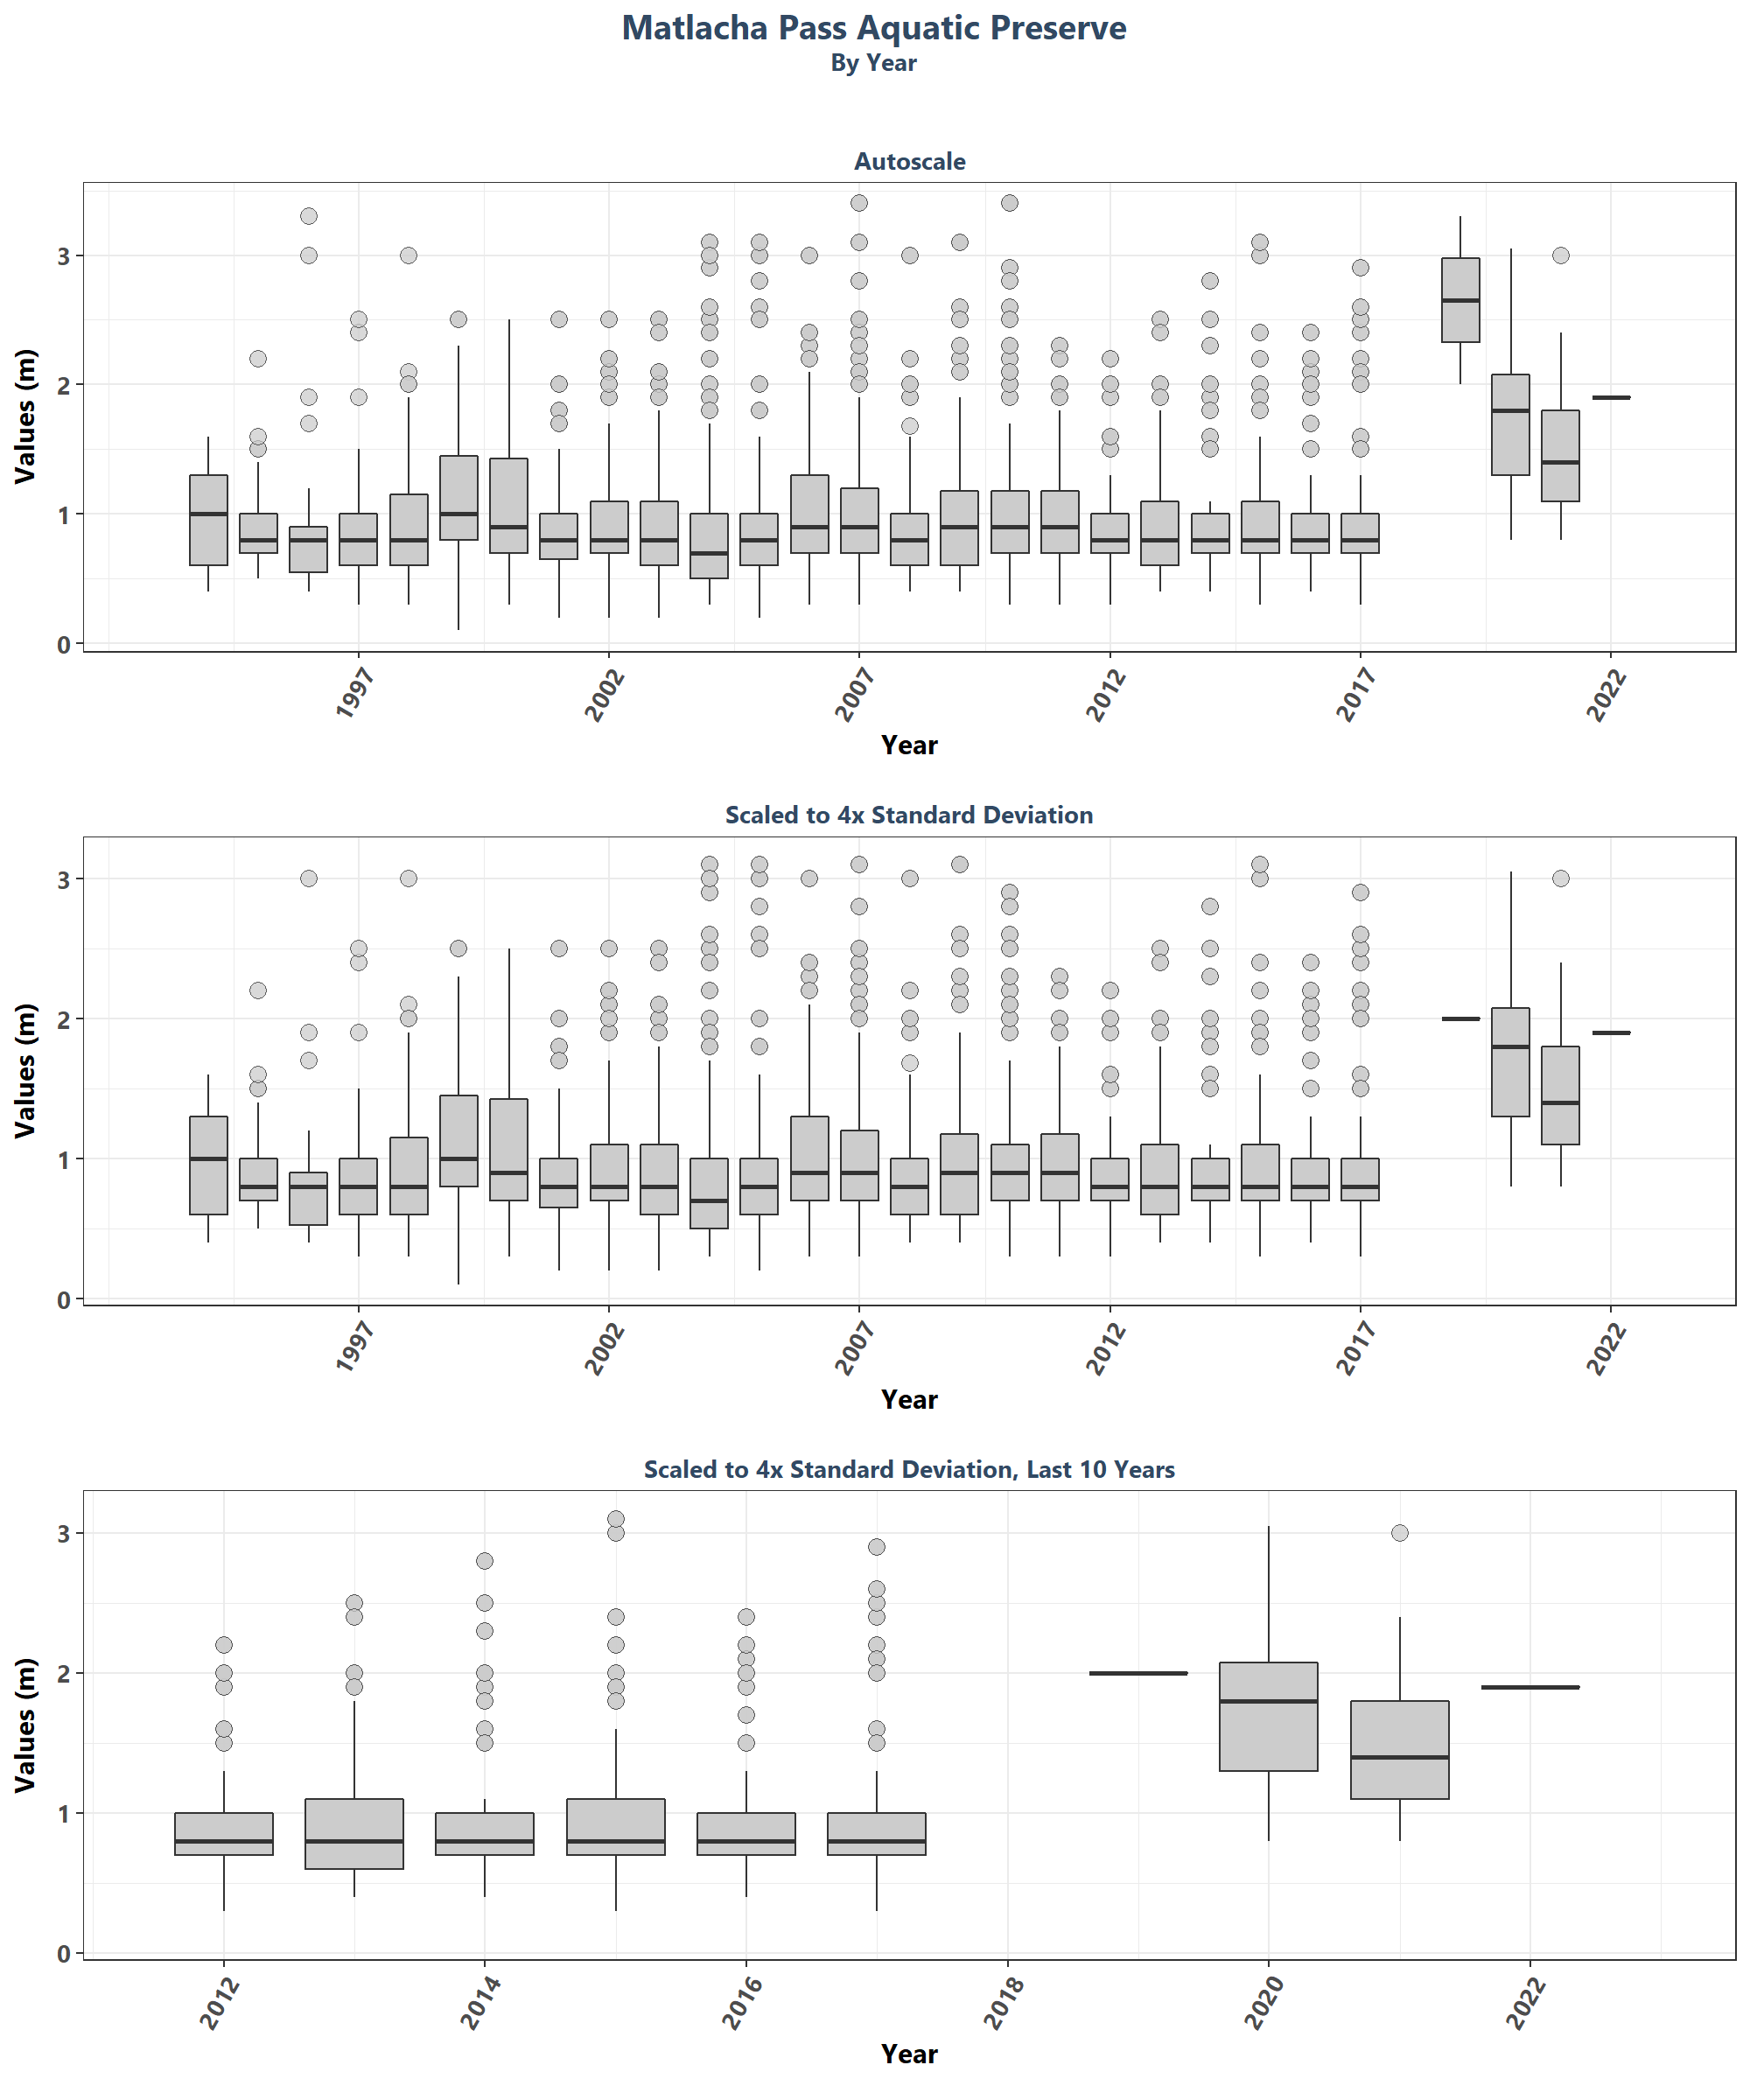 Matlacha Pass Aquatic Preserve
By Year
Autoscale
Values (m)
3
2
1
0
1997
2002
2007
2012
2017
2022
Year
Scaled to 4x Standard Deviation
Values (m)
3
2
1
0
1997
2002
2007
2012
2017
2022
Year
Scaled to 4x Standard Deviation, Last 10 Years
Values (m)
3
2
1
0
2012
2014
2016
2018
2020
2022
Year